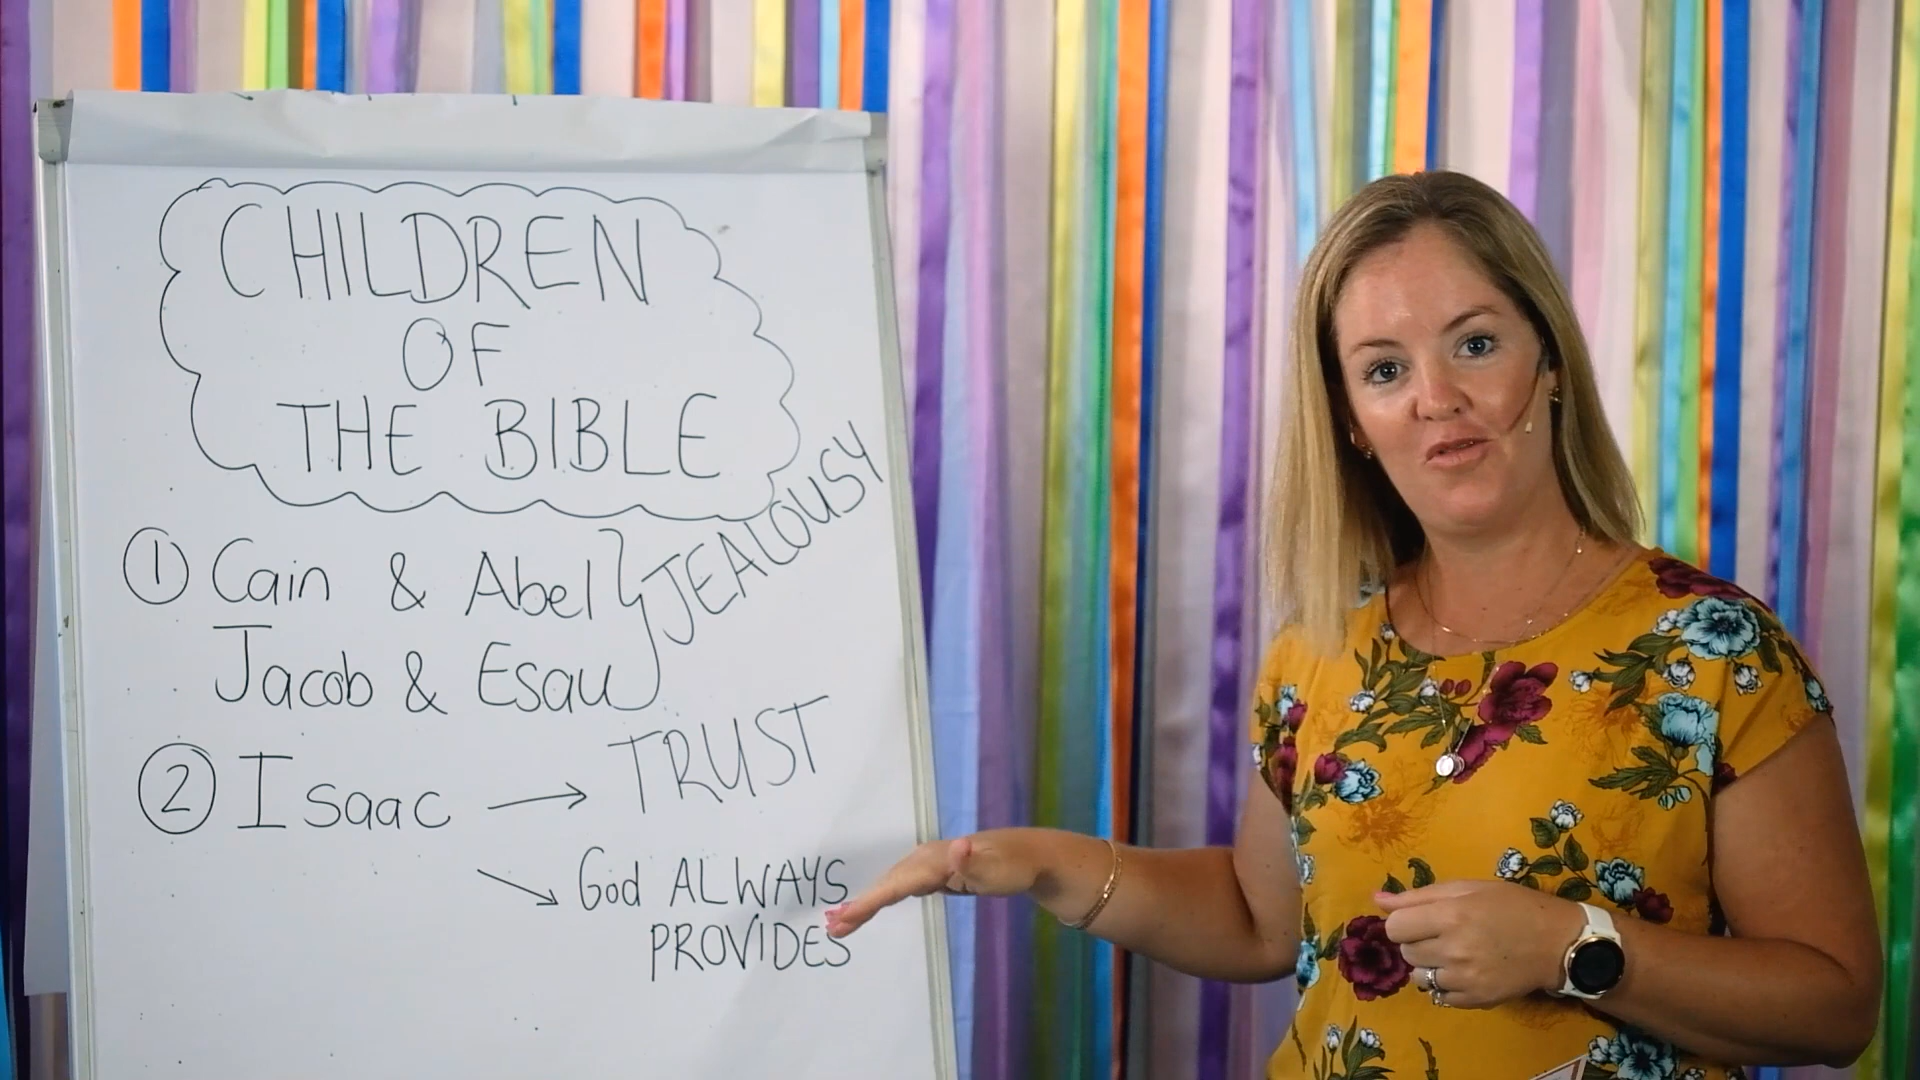 CHILDREN
OF
THE BIBLE
① Cain & Abel
Jacob & Esau
JEALOUSY
② Isaac → TRUST
↘ God ALWAYS
PROVIDES